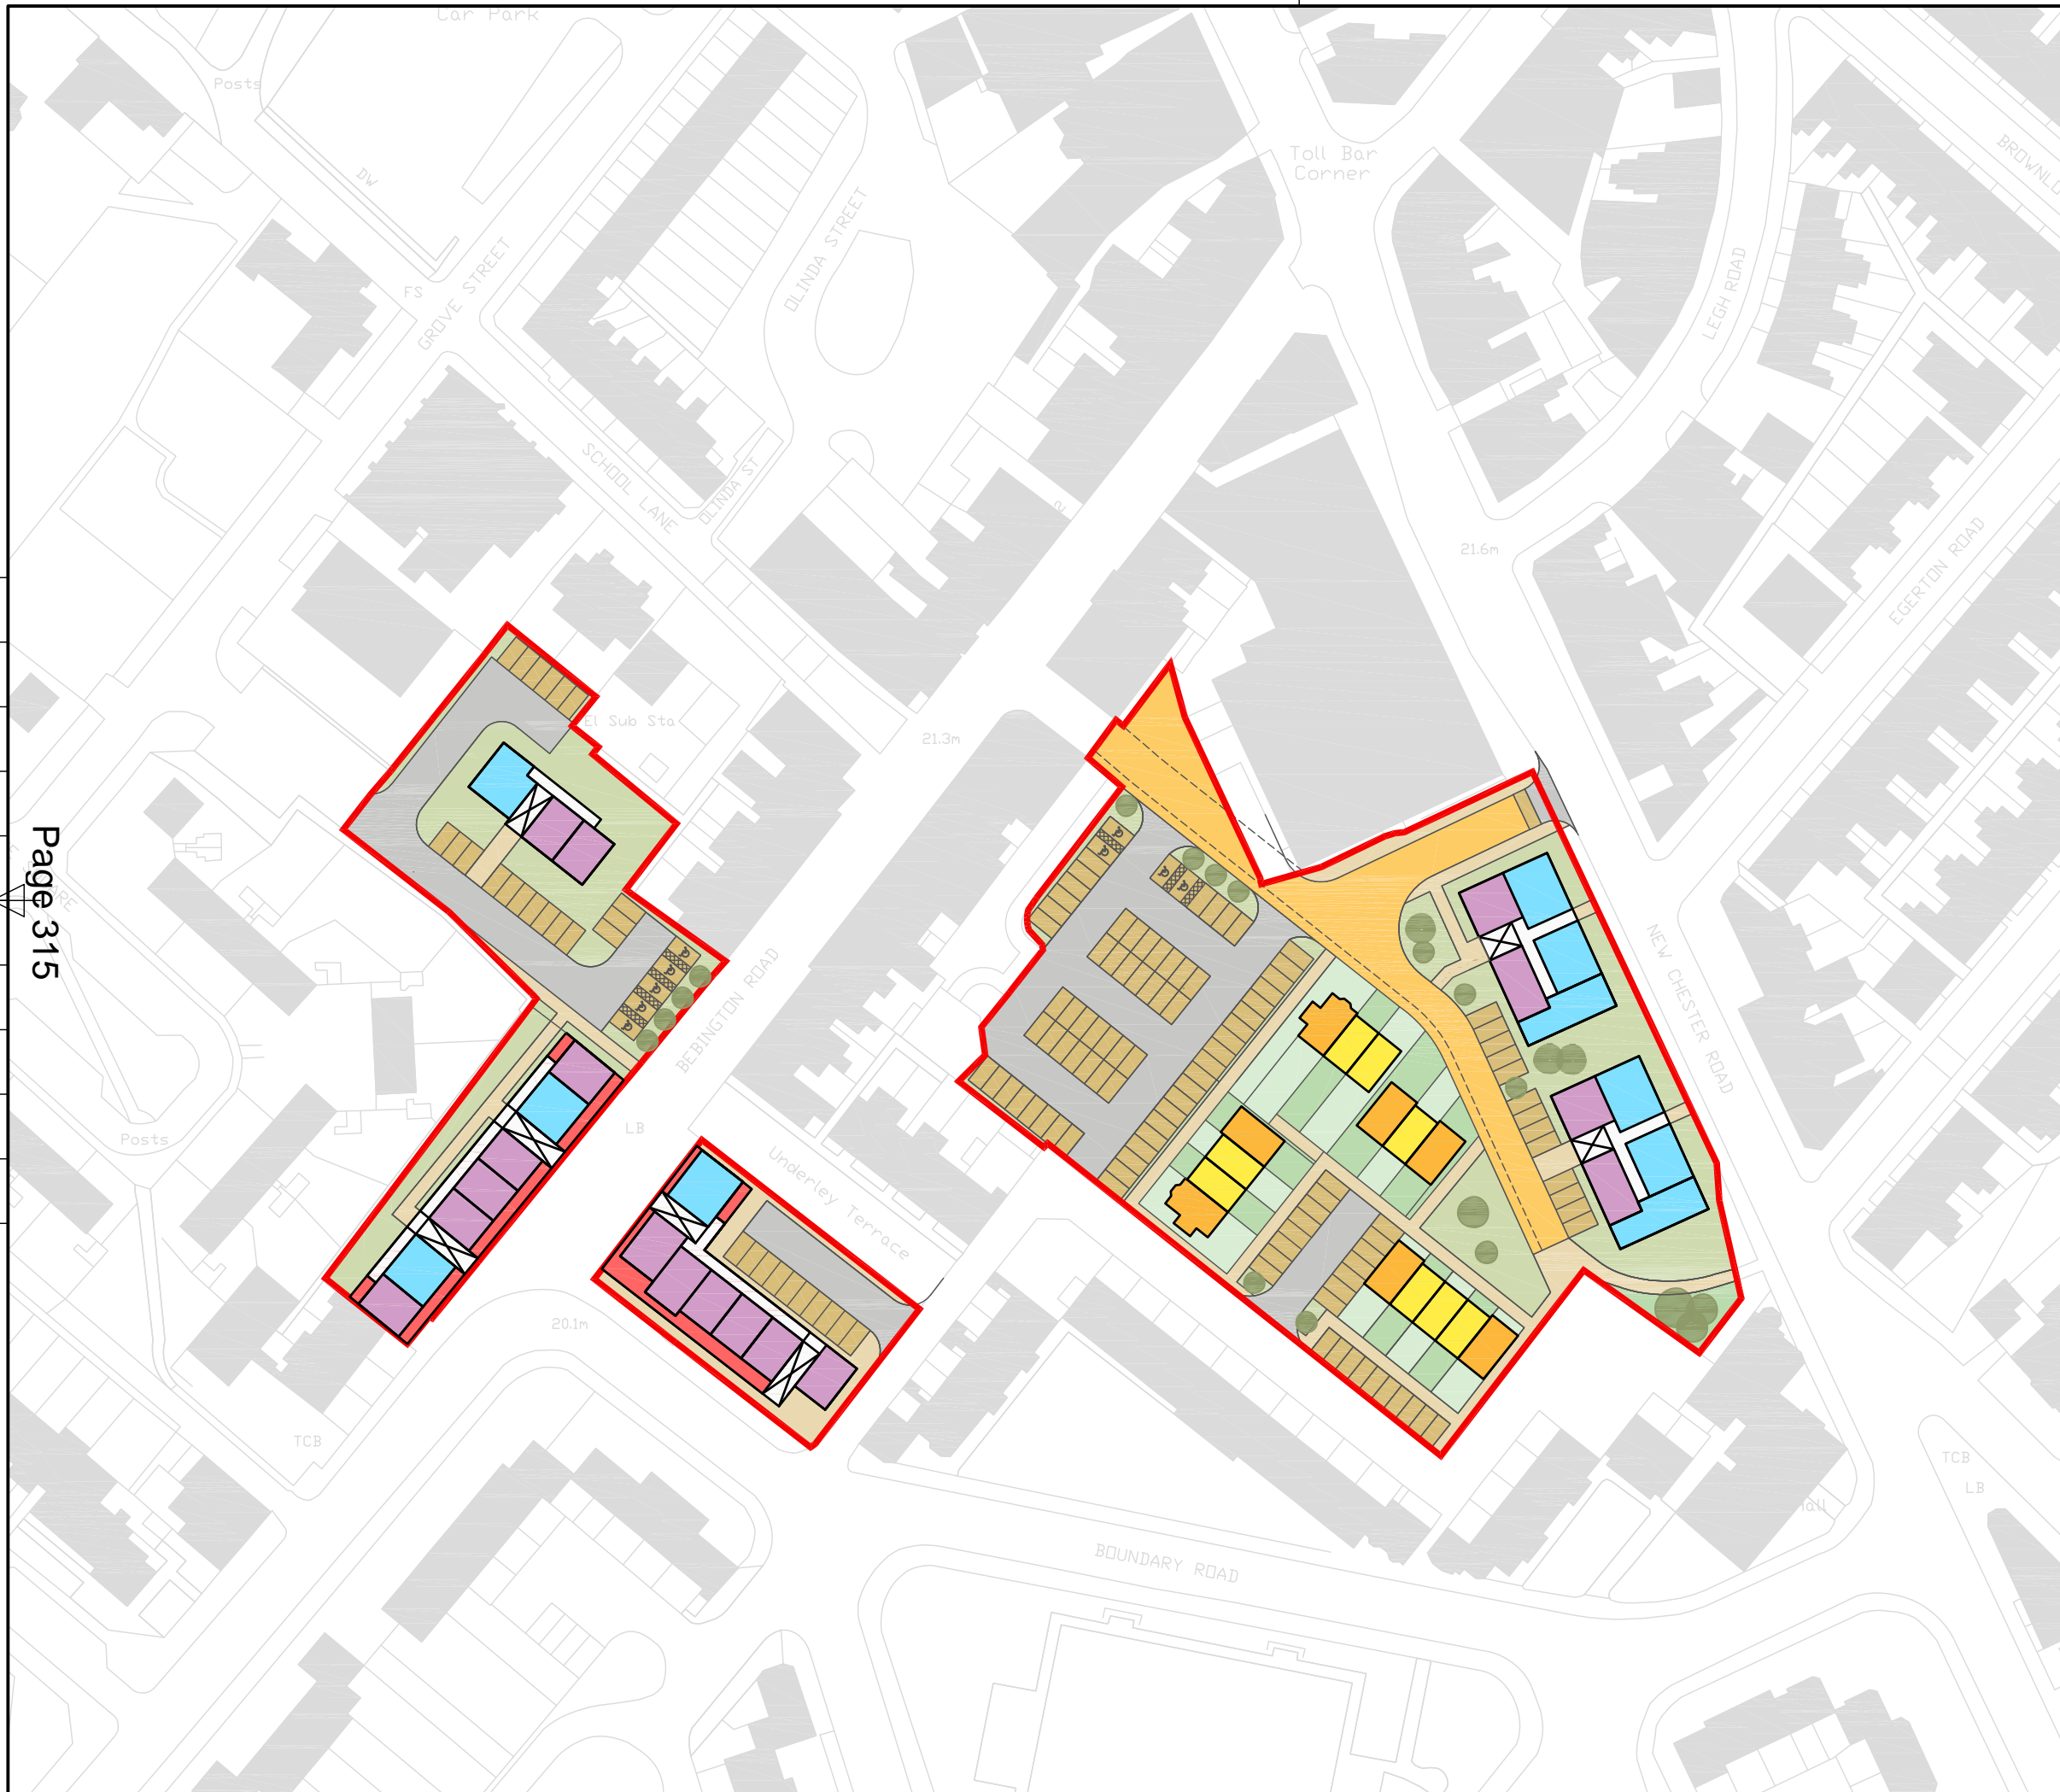 Car Park
Posts
DW
Toll Bar
Corner
OLINDA STREET
FS
GROVE STREET
LEGH ROAD
SCHOOL LANE
OLINDA ST
21.6m
EGERTON ROAD
El Sub Sta
21.3m
Page 315
NEW CHESTER ROAD
BEBINGTON ROAD
LB
Posts
Underley Terrace
20.1m
TCB
TCB
LB
BOUNDARY ROAD